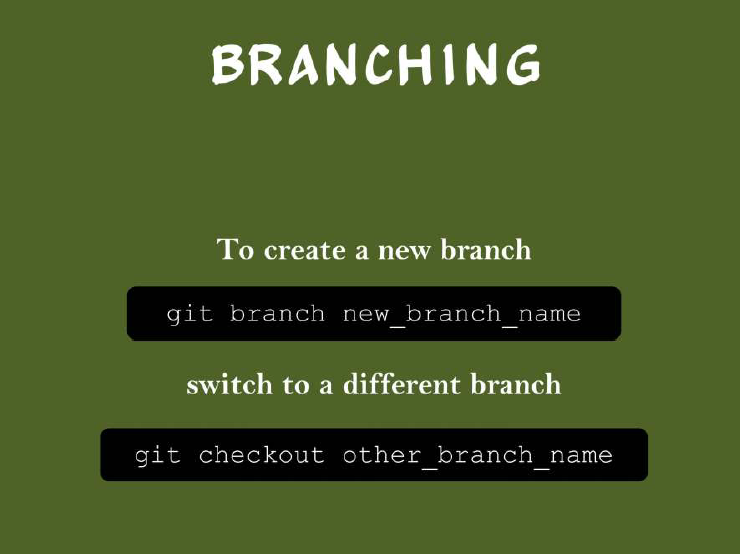 BRANCHING
To create a new branch
git branch new_branch_name
switch to a different branch
git checkout other_branch_name